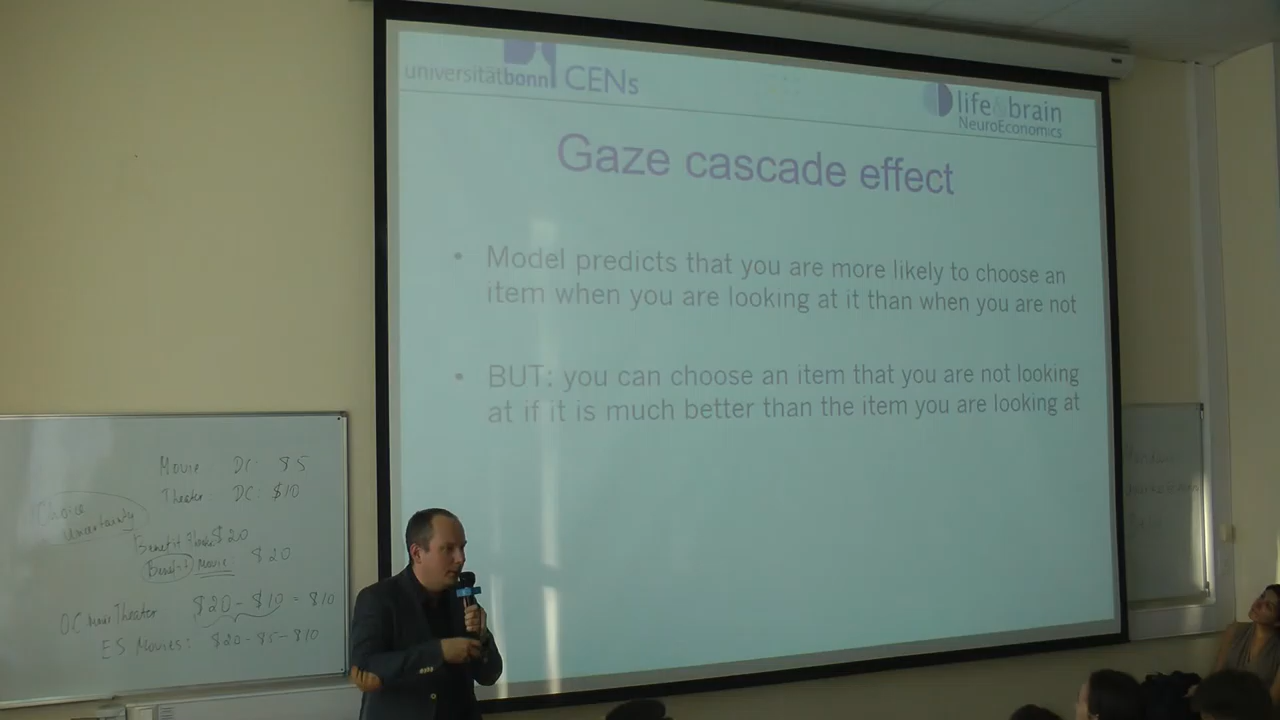 universitätbonn CENs
life&brain
NeuroEconomics
Gaze cascade effect
• Model predicts that you are more likely to choose an
item when you are looking at it than when you are not
• BUT: you can choose an item that you are not looking
at if it is much better than the item you are looking at
Movie DC: $5
Theater DC: $10
Choice
Uncertainty
Benefit $20
Movie $20
OC Theater $20 - $10 = $10
ES Movies: $20 - $5 - $10